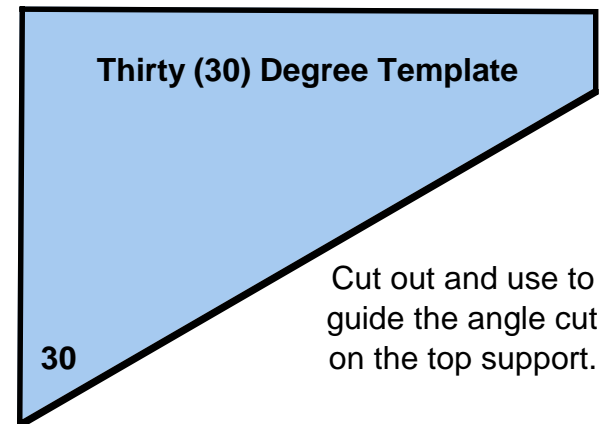 Thirty (30) Degree Template
Cut out and use to
guide the angle cut
on the top support.
30